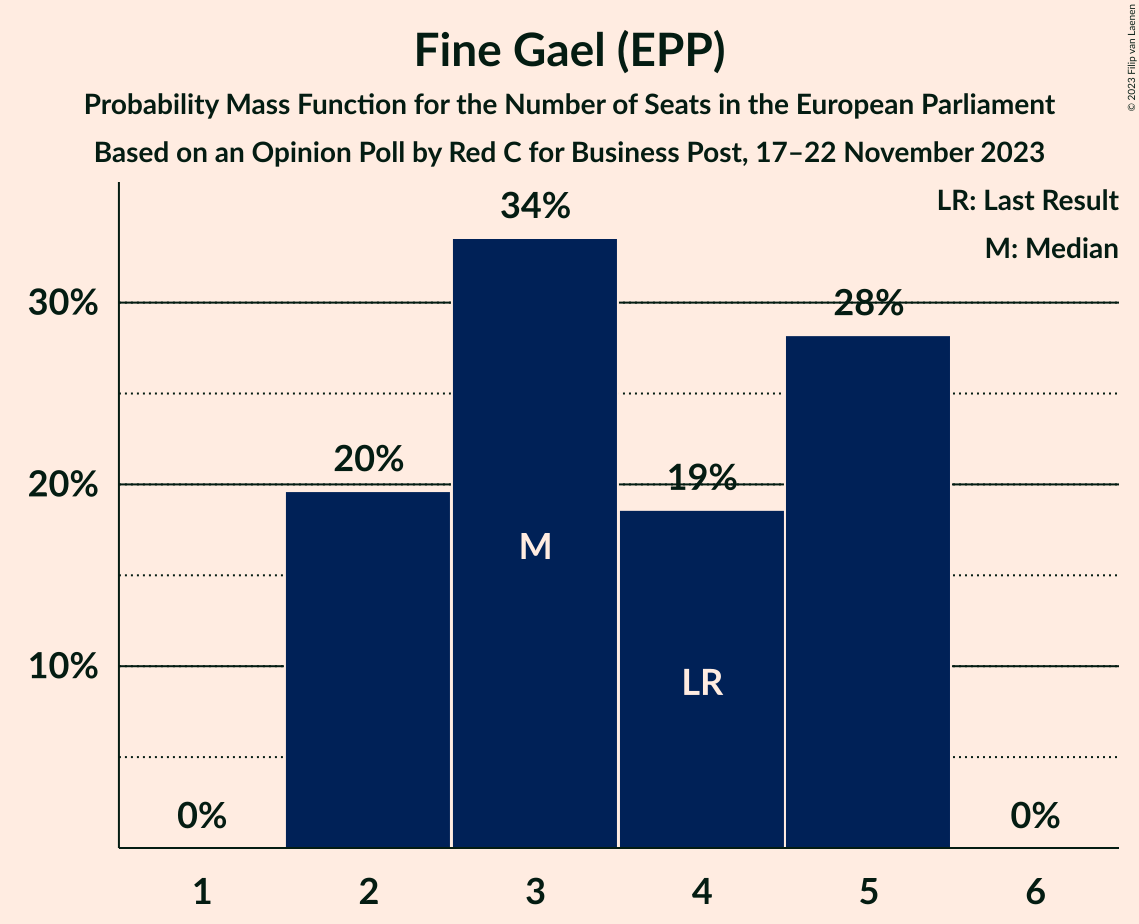 Fine Gael (EPP)
Probability Mass Function for the Number of Seats in the European Parliament
Based on an Opinion Poll by Red C for Business Post, 17–22 November 2023
© 2023 Filip van Laenen
LR: Last Result
M: Median
34%
30%
28%
20%
20%
19%
M
10%
LR
0%
0%
1 2 3 4 5 6